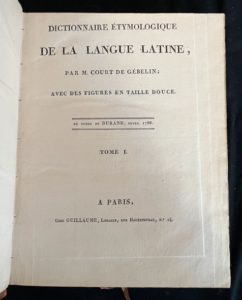 DICTIONNAIRE ÉTYMOLOGIQUE
DE LA LANGUE LATINE,
PAR M. COURT DE GÉBELIN;
AVEC DES FIGURES EN TAILLE DOUCE.
DU FONDS DE DURAND, NEVEU. 1788.
TOME I.
A PARIS,
Chez GUILLAUME, Libraire, rue